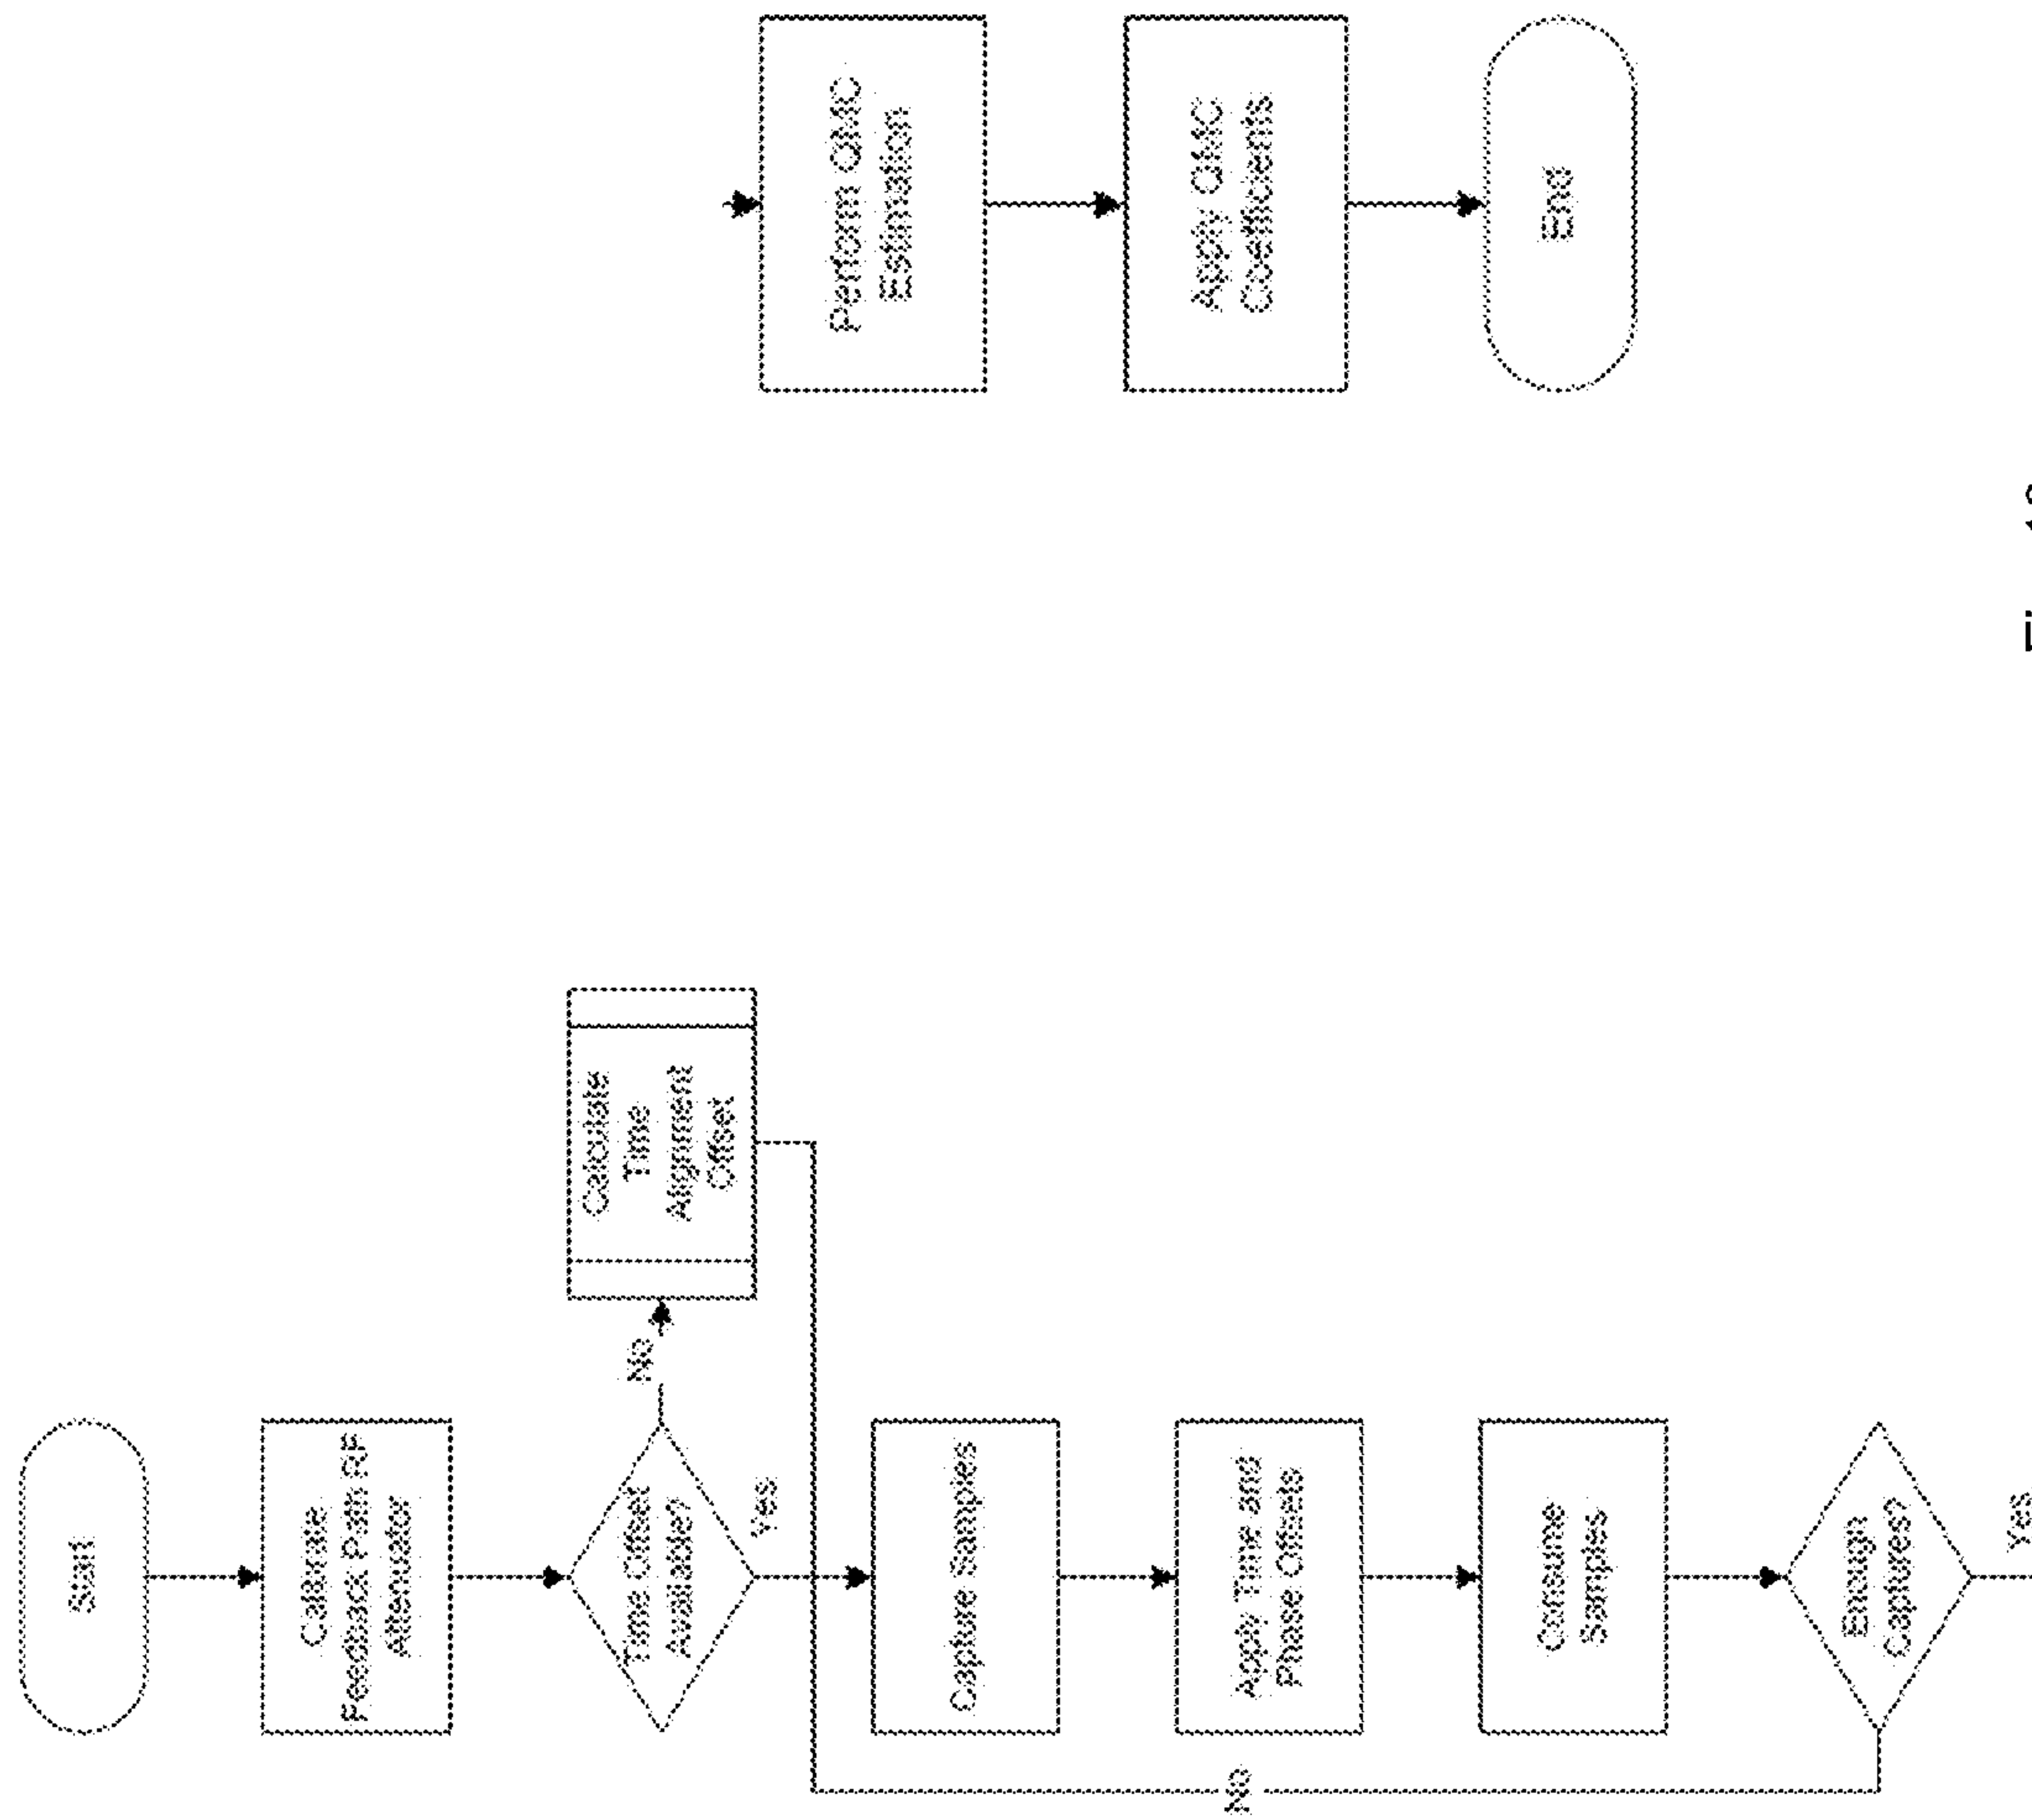 Start
Calibrate
Feedback Path RF
Attenuator
Time Offset
Available?
No
Calculate
Time
Alignment
Offset
Yes
Capture Samples
Apply Time and
Phase Offsets
Consume
Samples
Enough
Captures?
No
Yes
Perform QMC
Estimation
Apply QMC
Coefficients
End